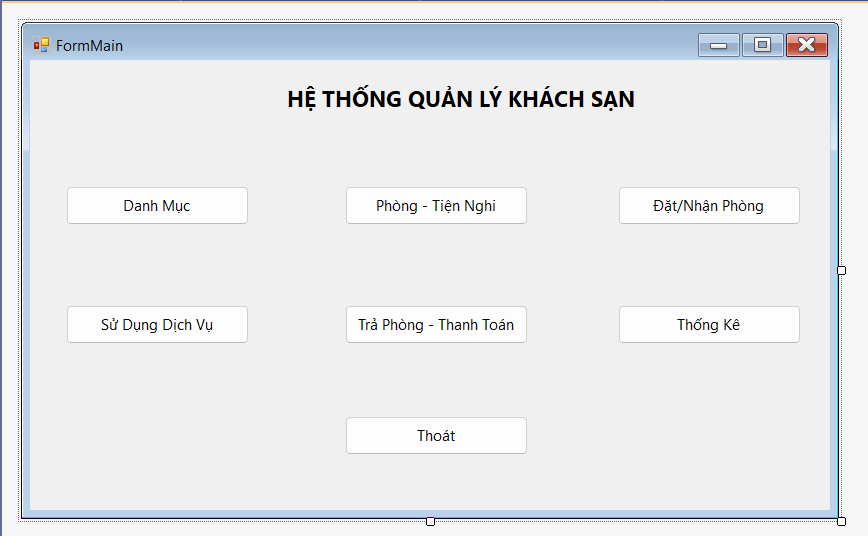 FormMain
HỆ THỐNG QUẢN LÝ KHÁCH SẠN
Danh Mục
Phòng - Tiện Nghi
Đặt/Nhận Phòng
Sử Dụng Dịch Vụ
Trả Phòng - Thanh Toán
Thống Kê
Thoát